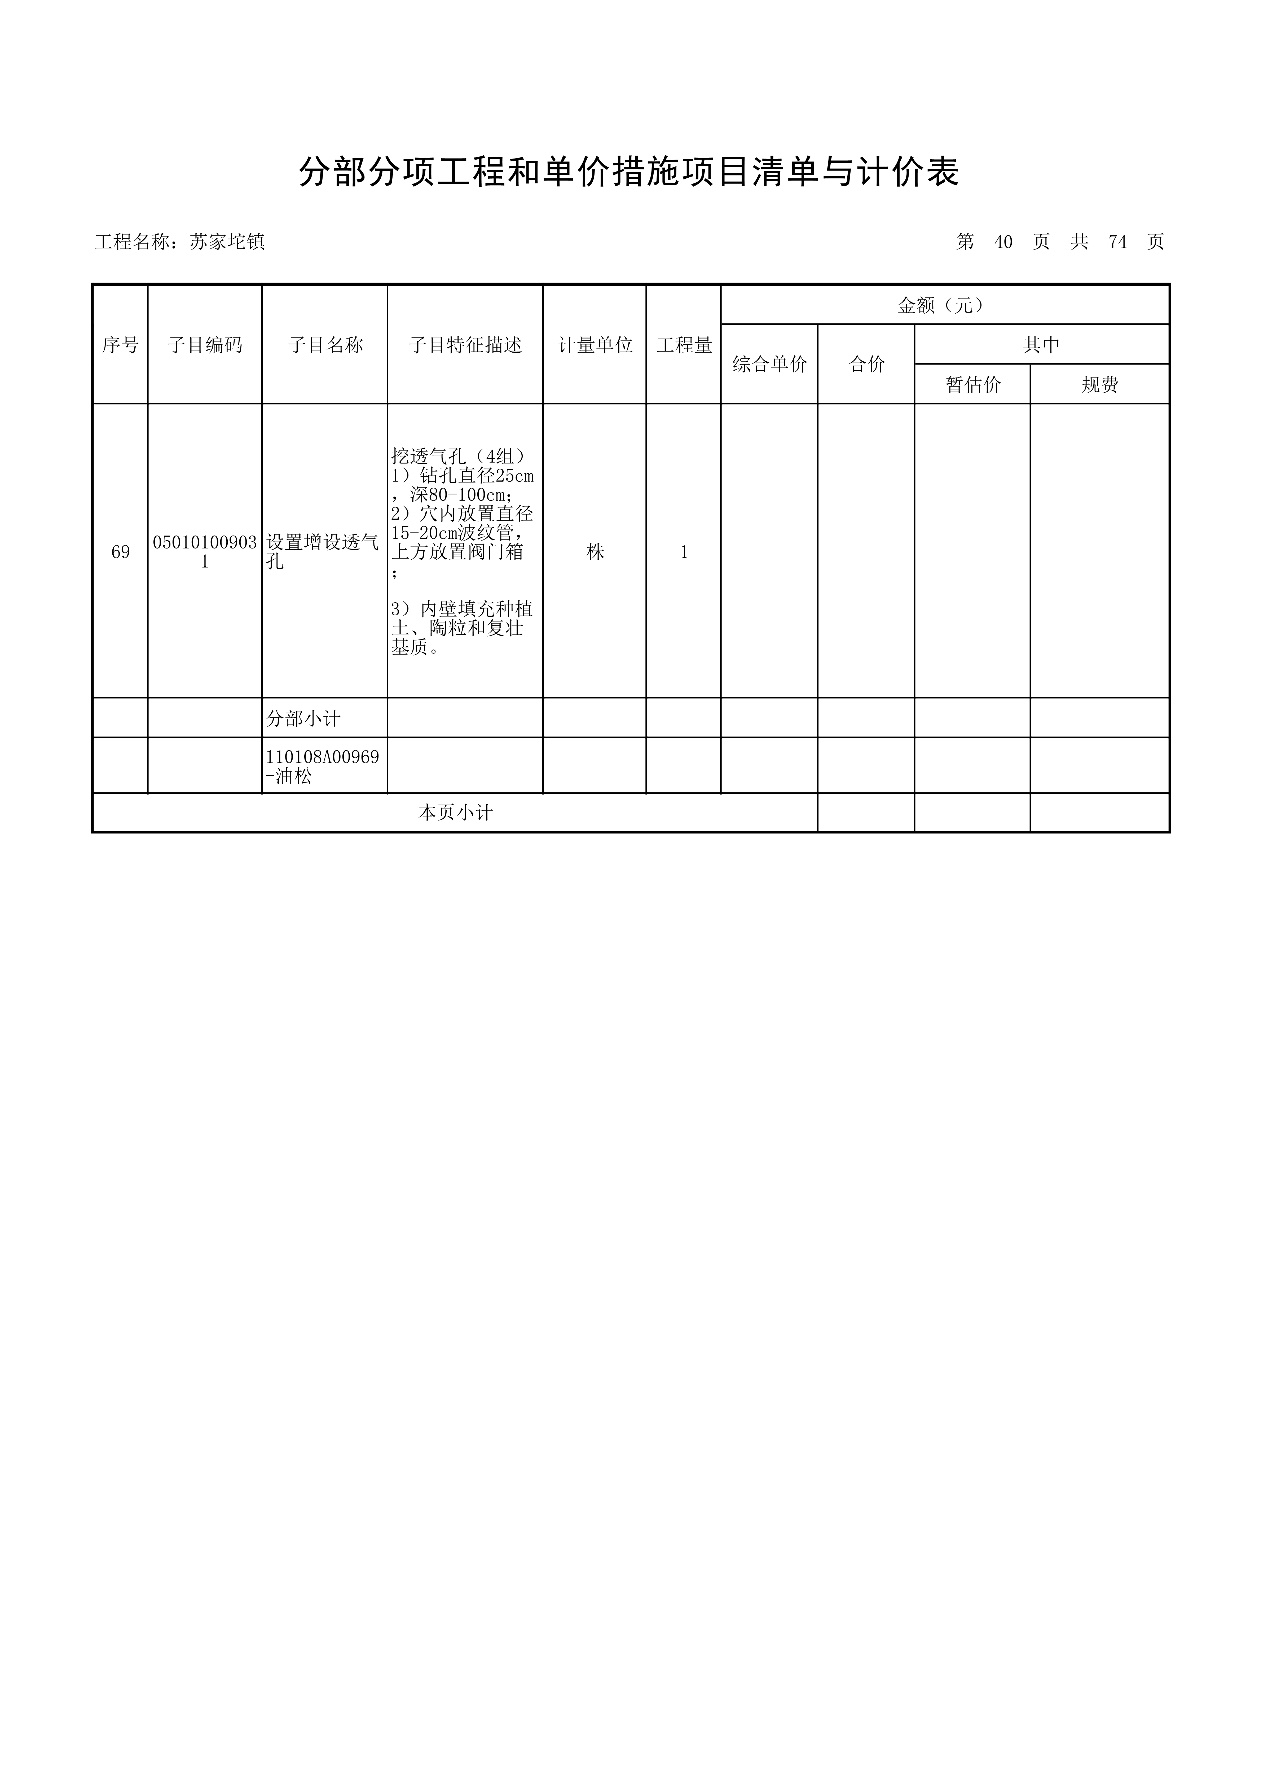 分部分项工程和单价措施项目清单与计价表
工程名称：苏家坨镇
第 40 页 共 74 页
序号
子目编码
子目名称
子目特征描述
计量单位
工程量
金额（元）
综合单价
合价
其中
暂估价
规费
69
05010100903
1
设置增设透气
孔
挖透气孔（4组）
1）钻孔直径25cm
，深80-100cm；
2）穴内放置直径
15-20cm波纹管，
上方放置阀门箱
；
3）内壁填充种植
土、陶粒和复壮
基质。
株
1
分部小计
110108A00969
-油松
本页小计